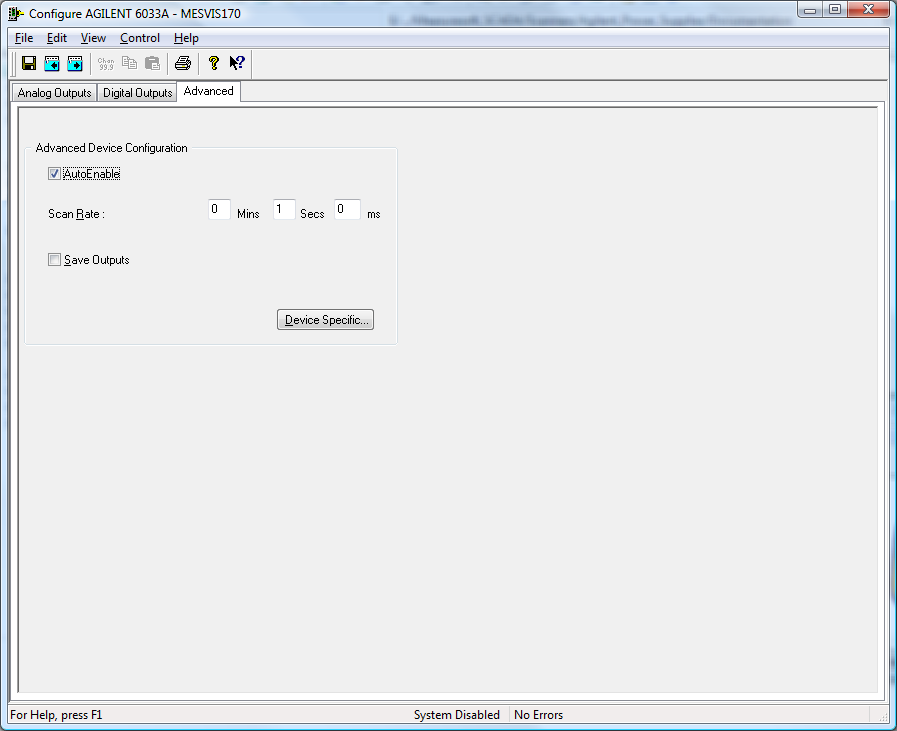 Configure AGILENT 6033A - MESVIS170
File Edit View Control Help
Chan
99.9
Analog Outputs Digital Outputs Advanced
Advanced Device Configuration
AutoEnable
Scan Rate : 0 Mins 1 Secs 0 ms
Save Outputs
Device Specific...
For Help, press F1 System Disabled No Errors